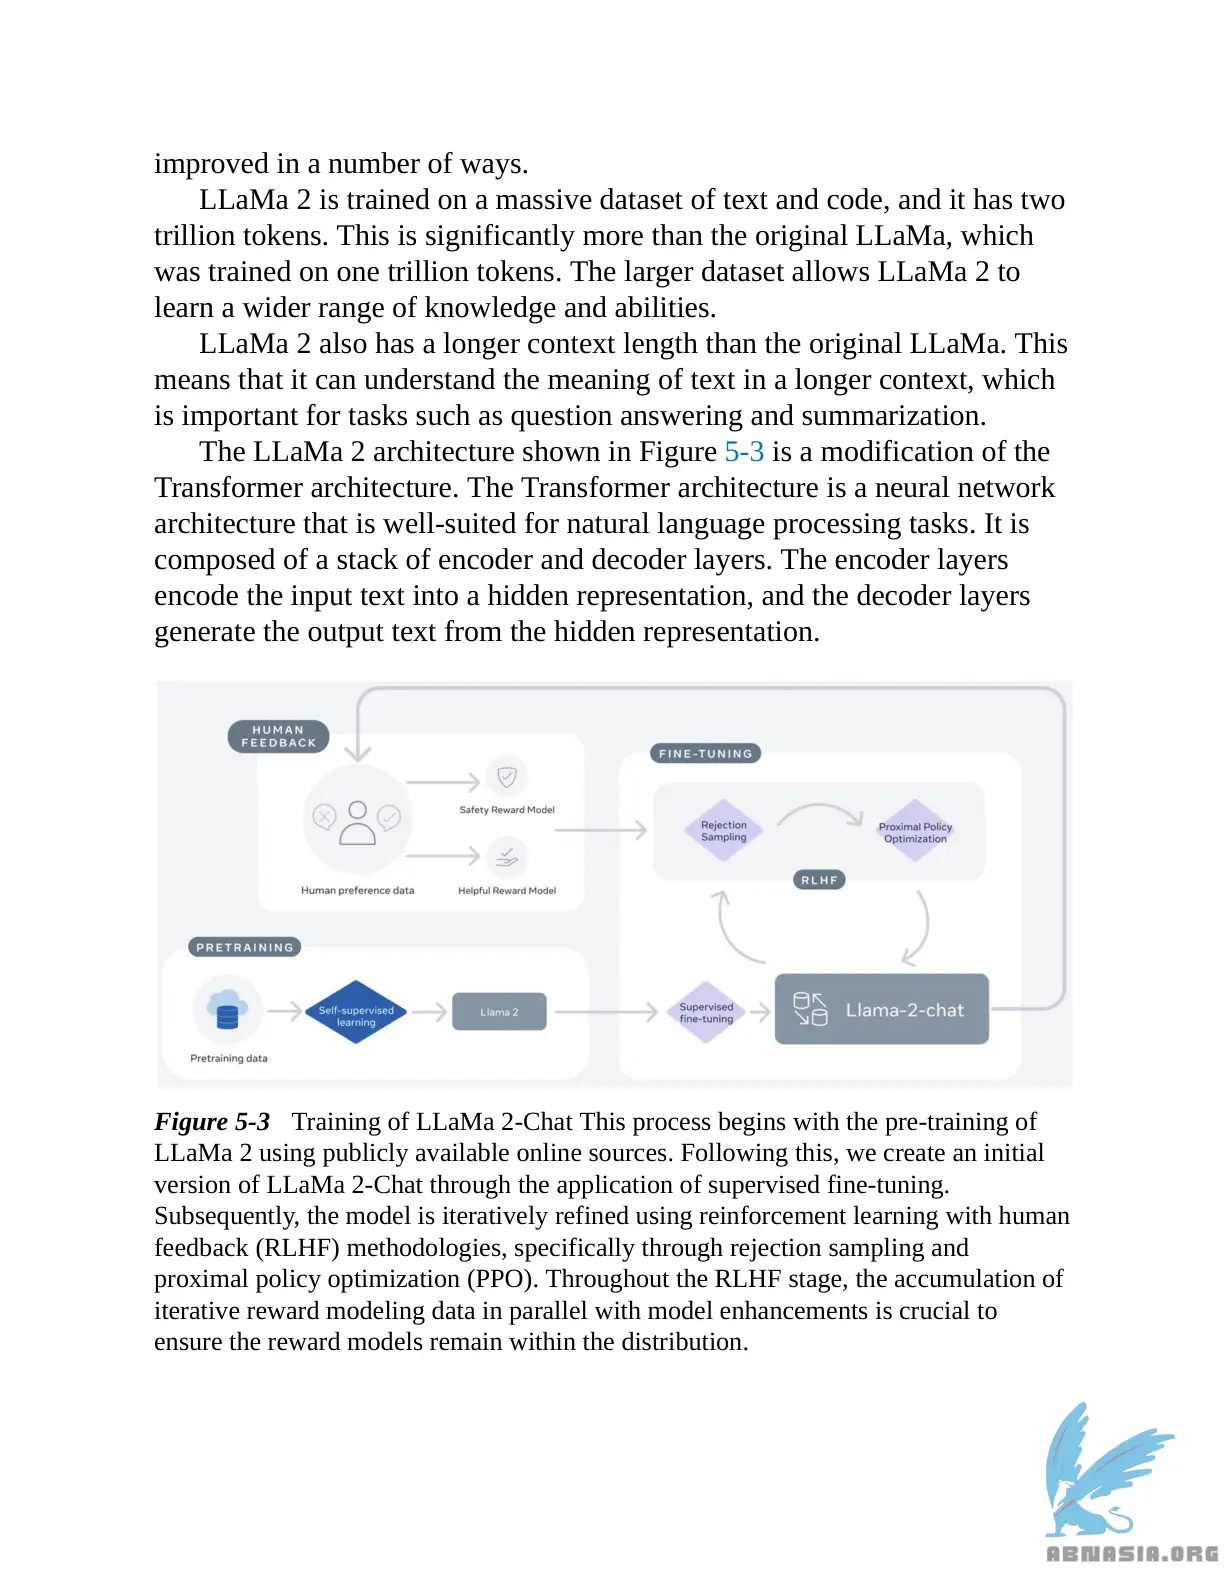 improved in a number of ways.
LLaMa 2 is trained on a massive dataset of text and code, and it has two
trillion tokens. This is significantly more than the original LLaMa, which
was trained on one trillion tokens. The larger dataset allows LLaMa 2 to
learn a wider range of knowledge and abilities.
LLaMa 2 also has a longer context length than the original LLaMa. This
means that it can understand the meaning of text in a longer context, which
is important for tasks such as question answering and summarization.
The LLaMa 2 architecture shown in Figure 5-3 is a modification of the
Transformer architecture. The Transformer architecture is a neural network
architecture that is well-suited for natural language processing tasks. It is
composed of a stack of encoder and decoder layers. The encoder layers
encode the input text into a hidden representation, and the decoder layers
generate the output text from the hidden representation.
HUMAN
FEEDBACK
Safety Reward Model
Human preference data
Helpful Reward Model
FINE-TUNING
Rejection
Sampling
Proximal Policy
Optimization
RLHF
PRETRAINING
Self-supervised
learning
Llama 2
Pretraining data
Supervised
fine-tuning
Llama-2-chat
Figure 5-3 Training of LLaMa 2-Chat This process begins with the pre-training of
LLaMa 2 using publicly available online sources. Following this, we create an initial
version of LLaMa 2-Chat through the application of supervised fine-tuning.
Subsequently, the model is iteratively refined using reinforcement learning with human
feedback (RLHF) methodologies, specifically through rejection sampling and
proximal policy optimization (PPO). Throughout the RLHF stage, the accumulation of
iterative reward modeling data in parallel with model enhancements is crucial to
ensure the reward models remain within the distribution.
ABNASIA.ORG